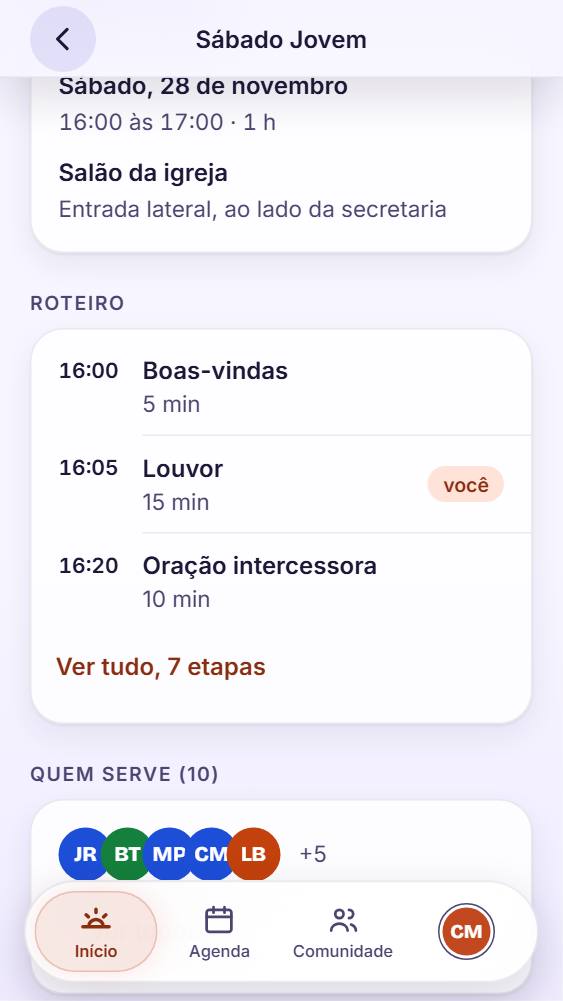 Sábado Jovem
Sábado, 28 de novembro
16:00 às 17:00 · 1 h
Salão da igreja
Entrada lateral, ao lado da secretaria
ROTEIRO
16:00 Boas-vindas
5 min
16:05 Louvor
você
15 min
16:20 Oração intercessora
10 min
Ver tudo, 7 etapas
QUEM SERVE (10)
JR BT MP CM LB +5
Início Agenda Comunidade CM